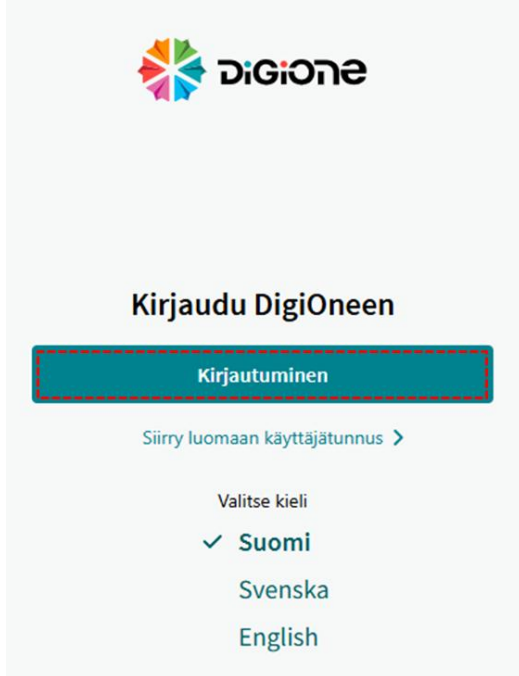 DIGIONE
Kirjaudu DigiOneen
Kirjautuminen
Siirry luomaan käyttäjätunnus
Valitse kieli
Suomi
Svenska
English